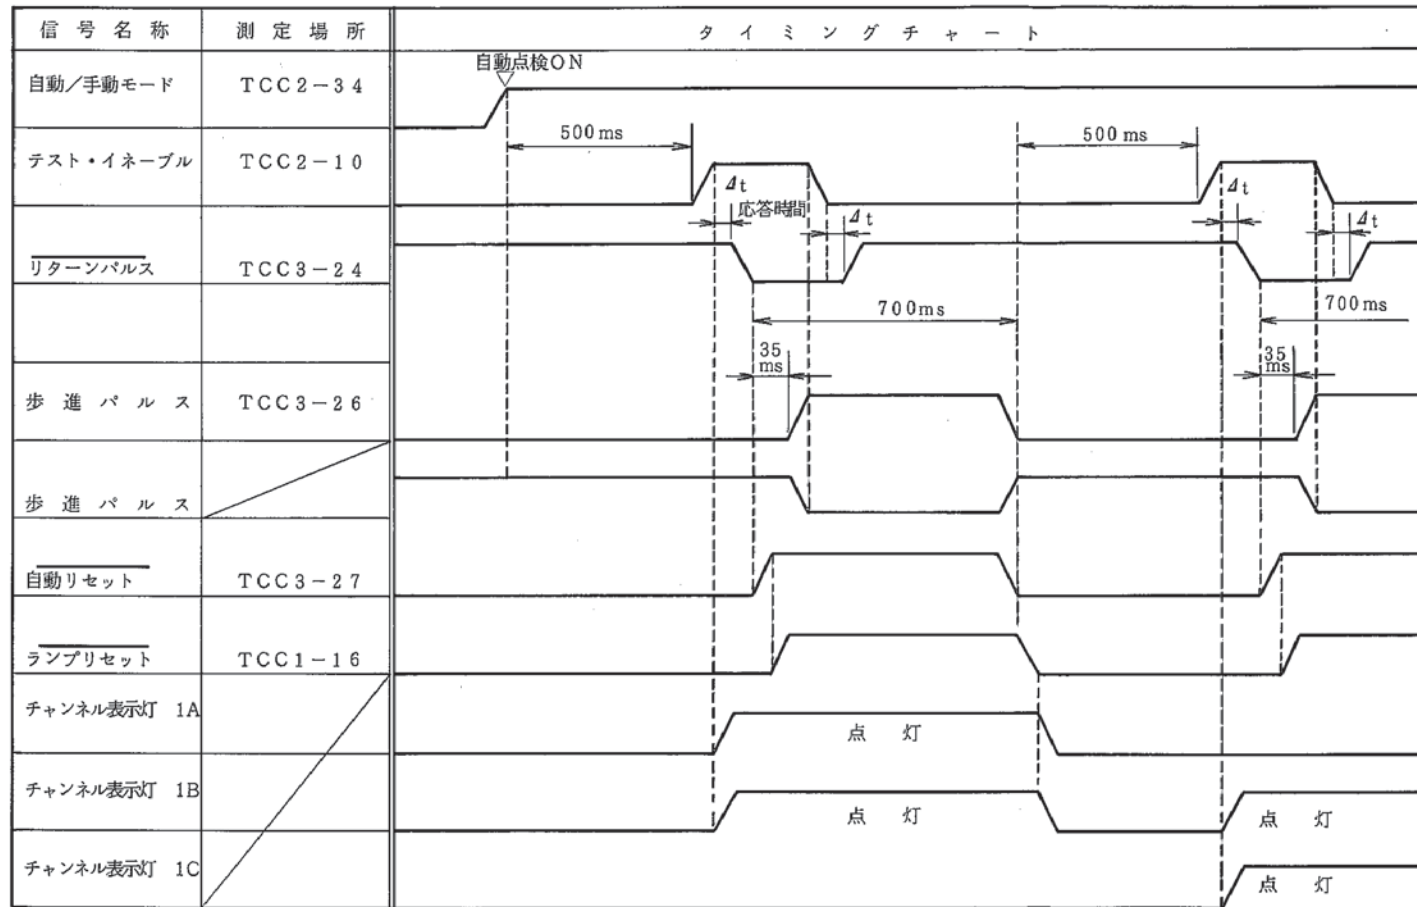 信号名称 測定場所 タイミングチャート
自動点検ON
自動/手動モード TCC2-34
500ms 500ms
テスト・イネーブル TCC2-10
Δt Δt
応答時間 Δt Δt
リターンパルス TCC3-24
700ms 700ms
35 35
ms ms
歩進パルス TCC3-26
歩進パルス
自動リセット TCC3-27
ランプリセット TCC1-16
チャンネル表示灯 1A 点灯
チャンネル表示灯 1B 点灯 点灯
チャンネル表示灯 1C 点灯